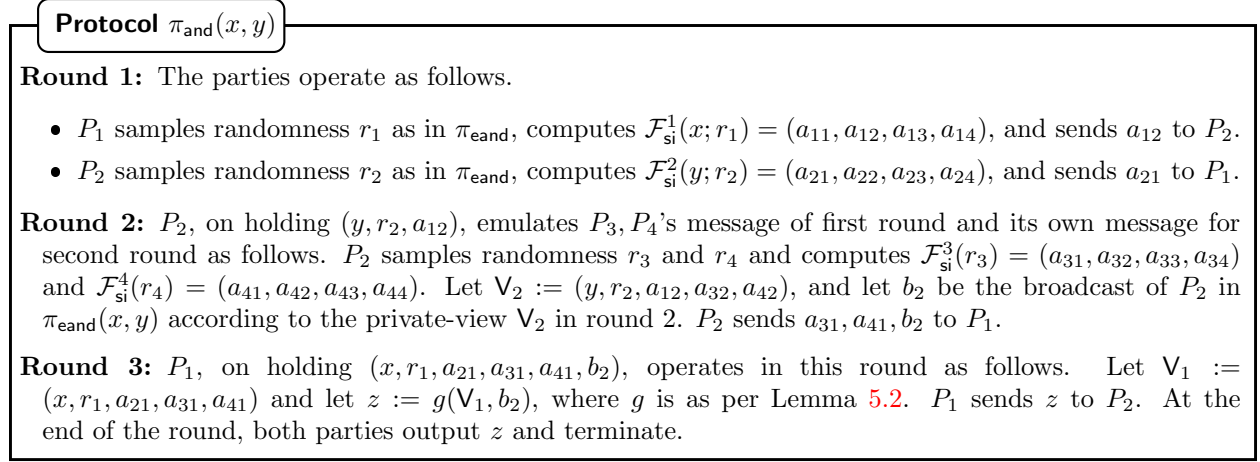 Protocol π_and(x, y)
Round 1: The parties operate as follows.
• P_1 samples randomness r_1 as in π_eand, computes F_si^1(x; r_1) = (a_11, a_12, a_13, a_14), and sends a_12 to P_2.
• P_2 samples randomness r_2 as in π_eand, computes F_si^2(y; r_2) = (a_21, a_22, a_23, a_24), and sends a_21 to P_1.
Round 2: P_2, on holding (y, r_2, a_12), emulates P_3, P_4's message of first round and its own message for
second round as follows. P_2 samples randomness r_3 and r_4 and computes F_si^3(r_3) = (a_31, a_32, a_33, a_34)
and F_si^4(r_4) = (a_41, a_42, a_43, a_44). Let V_2 := (y, r_2, a_12, a_32, a_42), and let b_2 be the broadcast of P_2 in
π_eand(x, y) according to the private-view V_2 in round 2. P_2 sends a_31, a_41, b_2 to P_1.
Round 3: P_1, on holding (x, r_1, a_21, a_31, a_41, b_2), operates in this round as follows. Let V_1 :=
(x, r_1, a_21, a_31, a_41) and let z := g(V_1, b_2), where g is as per Lemma 5.2. P_1 sends z to P_2. At the
end of the round, both parties output z and terminate.